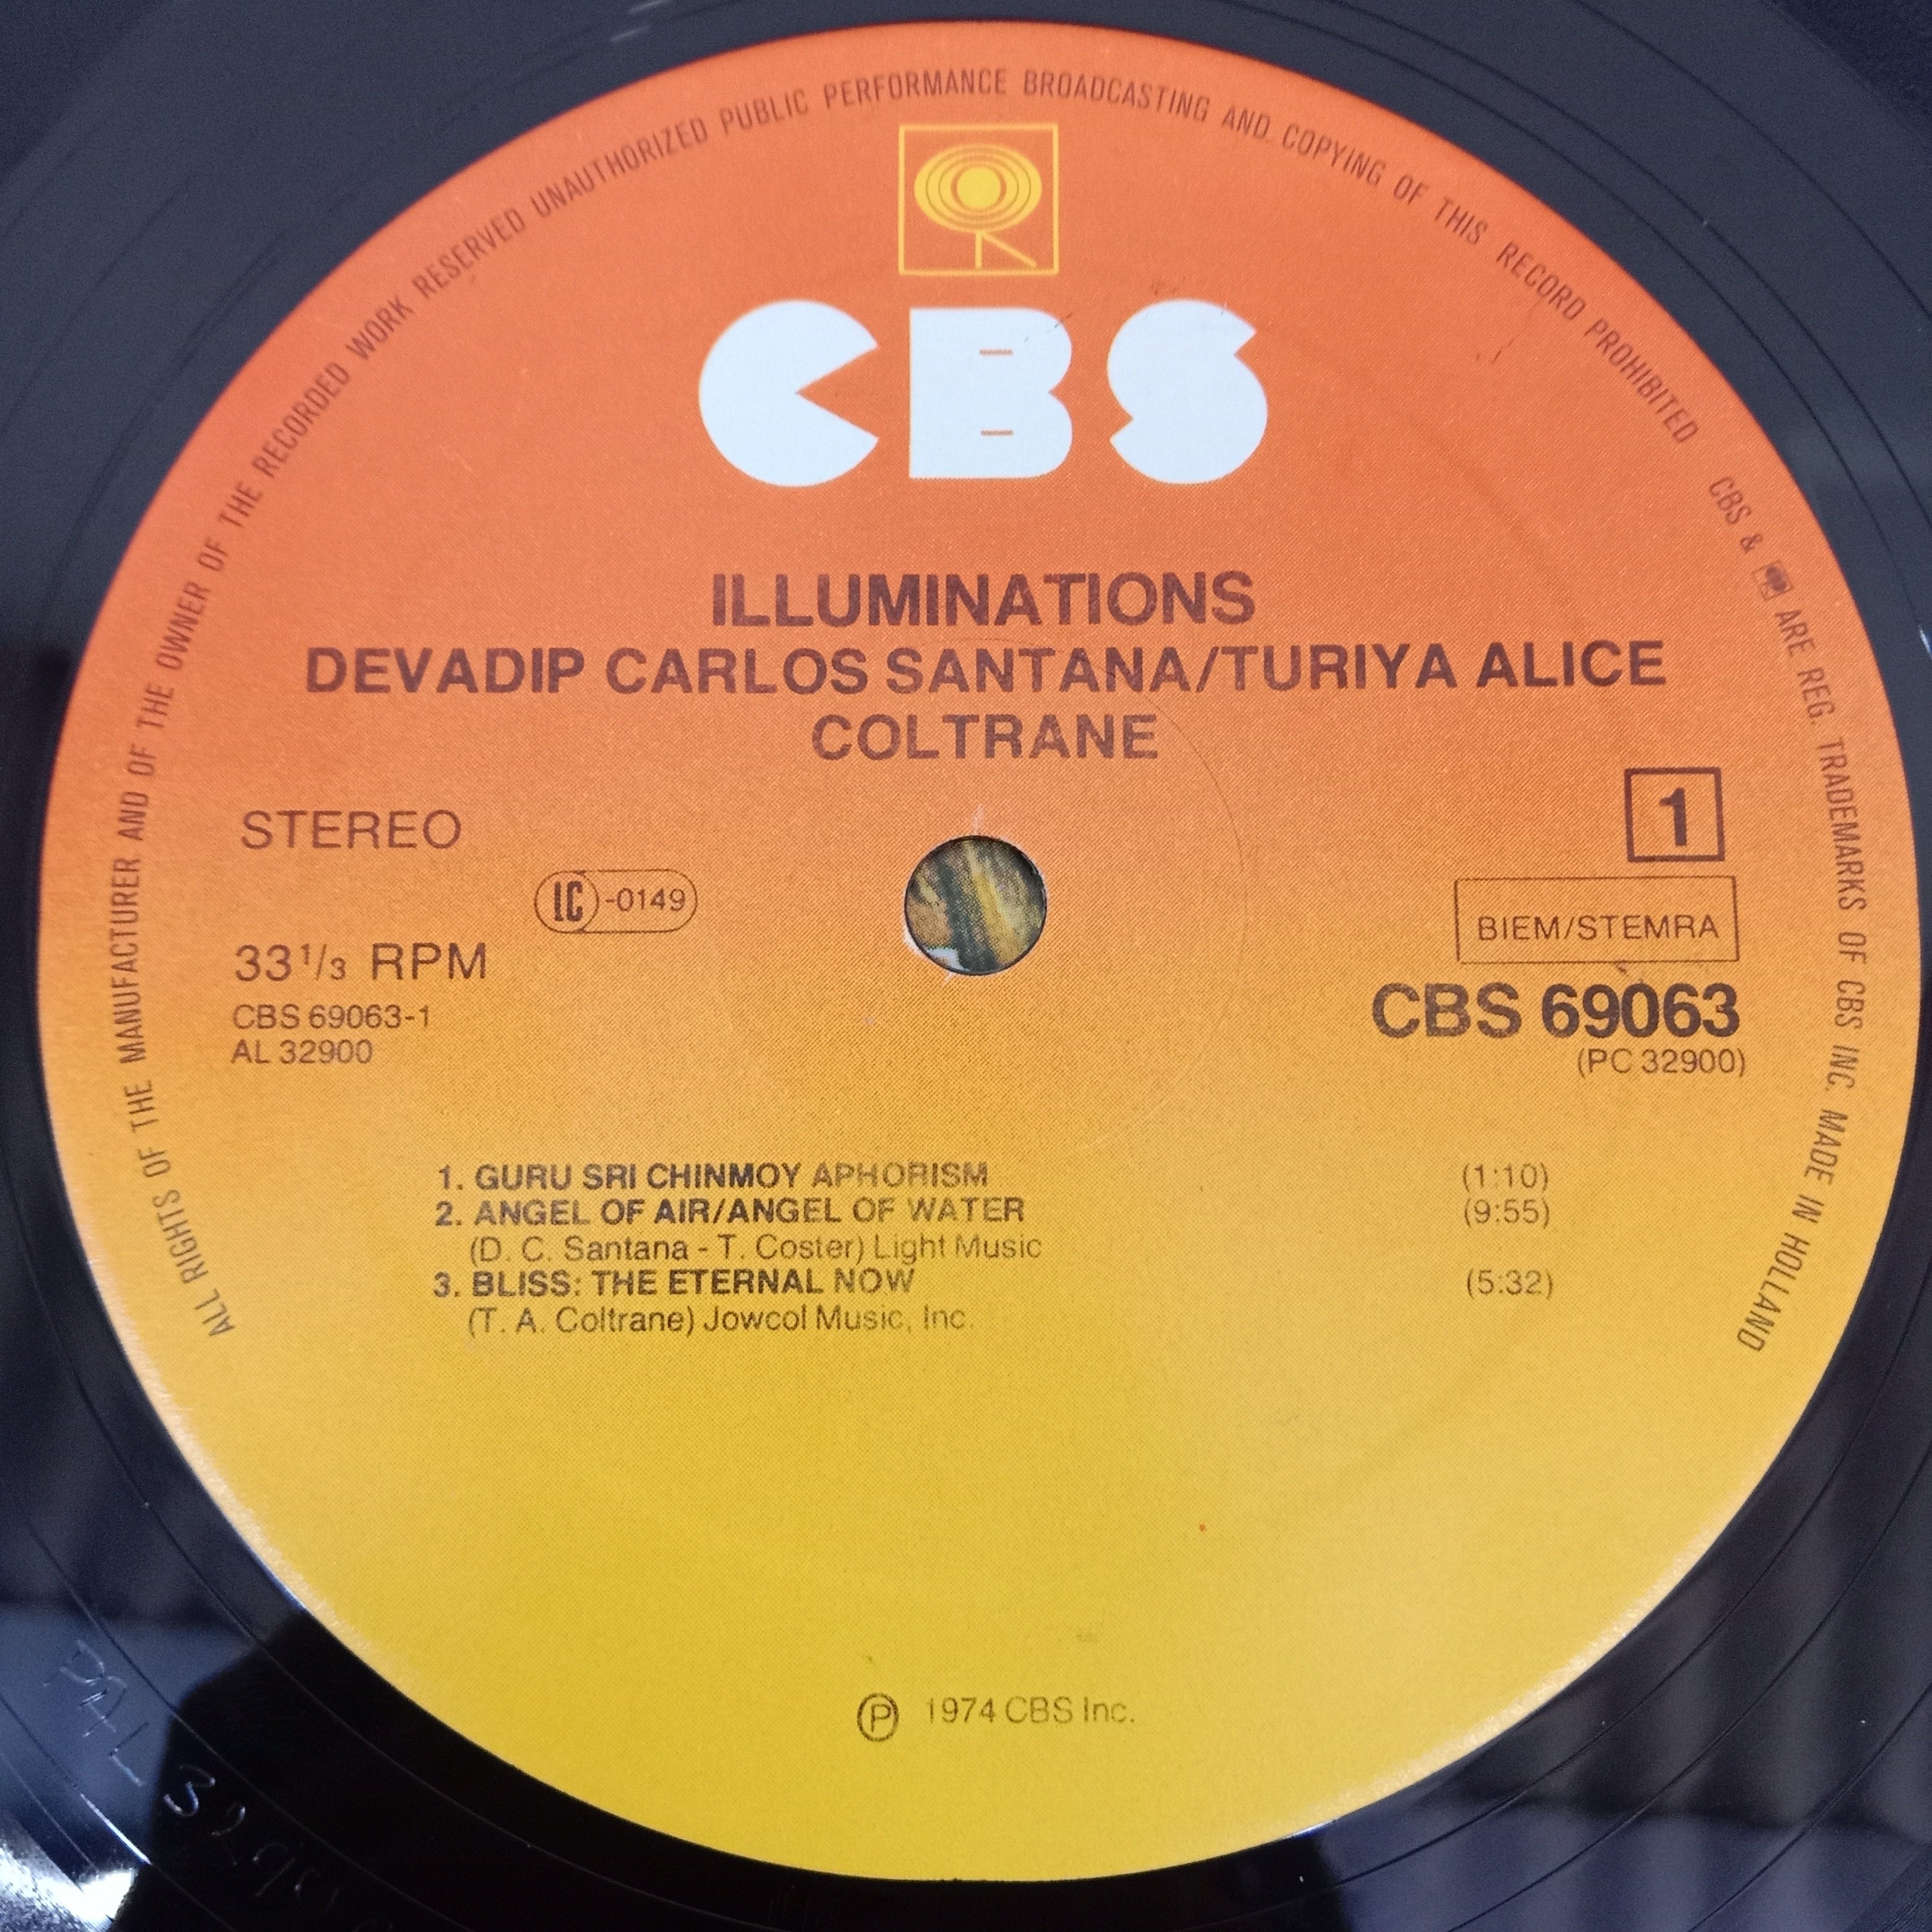 ALL RIGHTS OF THE MANUFACTURER AND OF THE OWNER OF THE RECORDED WORK RESERVED UNAUTHORIZED PUBLIC PERFORMANCE BROADCASTING AND COPYING OF THIS RECORD PROHIBITED CBS & ARE REG. TRADEMARKS OF CBS INC. MADE IN HOLLAND
CBS
ILLUMINATIONS
DEVADIP CARLOS SANTANA/TURIYA ALICE
COLTRANE
STEREO
1
LC-0149
BIEM/STEMRA
33 1/3 RPM
CBS 69063
CBS 69063-1
AL 32900
(PC 32900)
1. GURU SRI CHINMOY APHORISM (1:10)
2. ANGEL OF AIR/ANGEL OF WATER (9:55)
(D. C. Santana - T. Coster) Light Music
3. BLISS: THE ETERNAL NOW (5:32)
(T. A. Coltrane) Jowcol Music, Inc.
℗ 1974 CBS Inc.